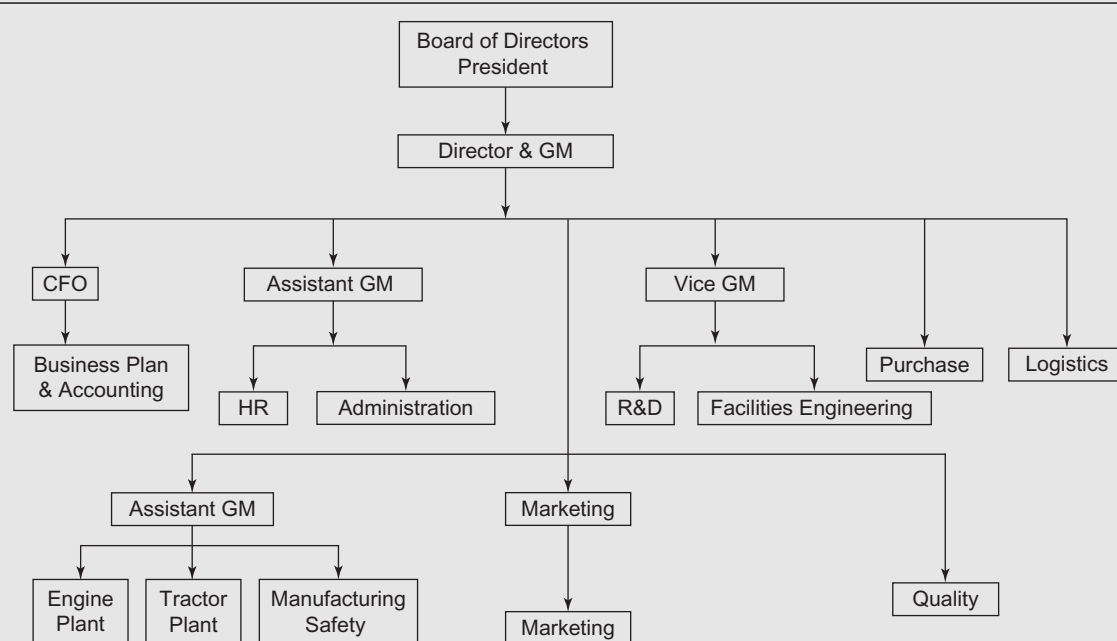 Board of Directors
President
Director & GM
CFO
Assistant GM
Vice GM
Business Plan
& Accounting
HR
Administration
R&D
Facilities Engineering
Purchase
Logistics
Assistant GM
Marketing
Engine
Plant
Tractor
Plant
Manufacturing
Safety
Marketing
Quality